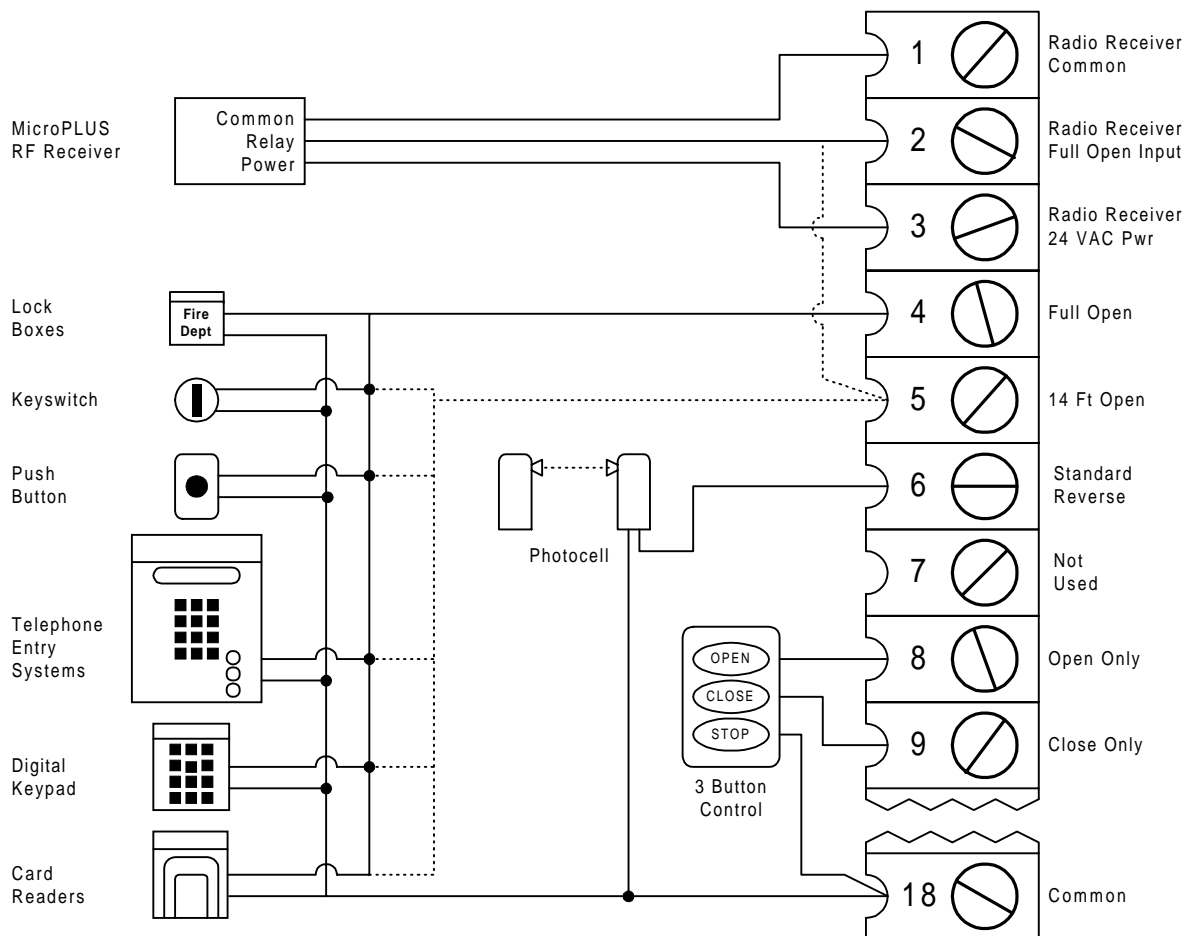 MicroPLUS
RF Receiver
Common
Relay
Power
1
Radio Receiver
Common
2
Radio Receiver
Full Open Input
3
Radio Receiver
24 VAC Pwr
Lock
Boxes
Fire
Dept
4
Full Open
Keyswitch
5
14 Ft Open
Push
Button
Photocell
6
Standard
Reverse
7
Not
Used
Telephone
Entry
Systems
OPEN
CLOSE
STOP
3 Button
Control
8
Open Only
9
Close Only
Digital
Keypad
Card
Readers
18
Common